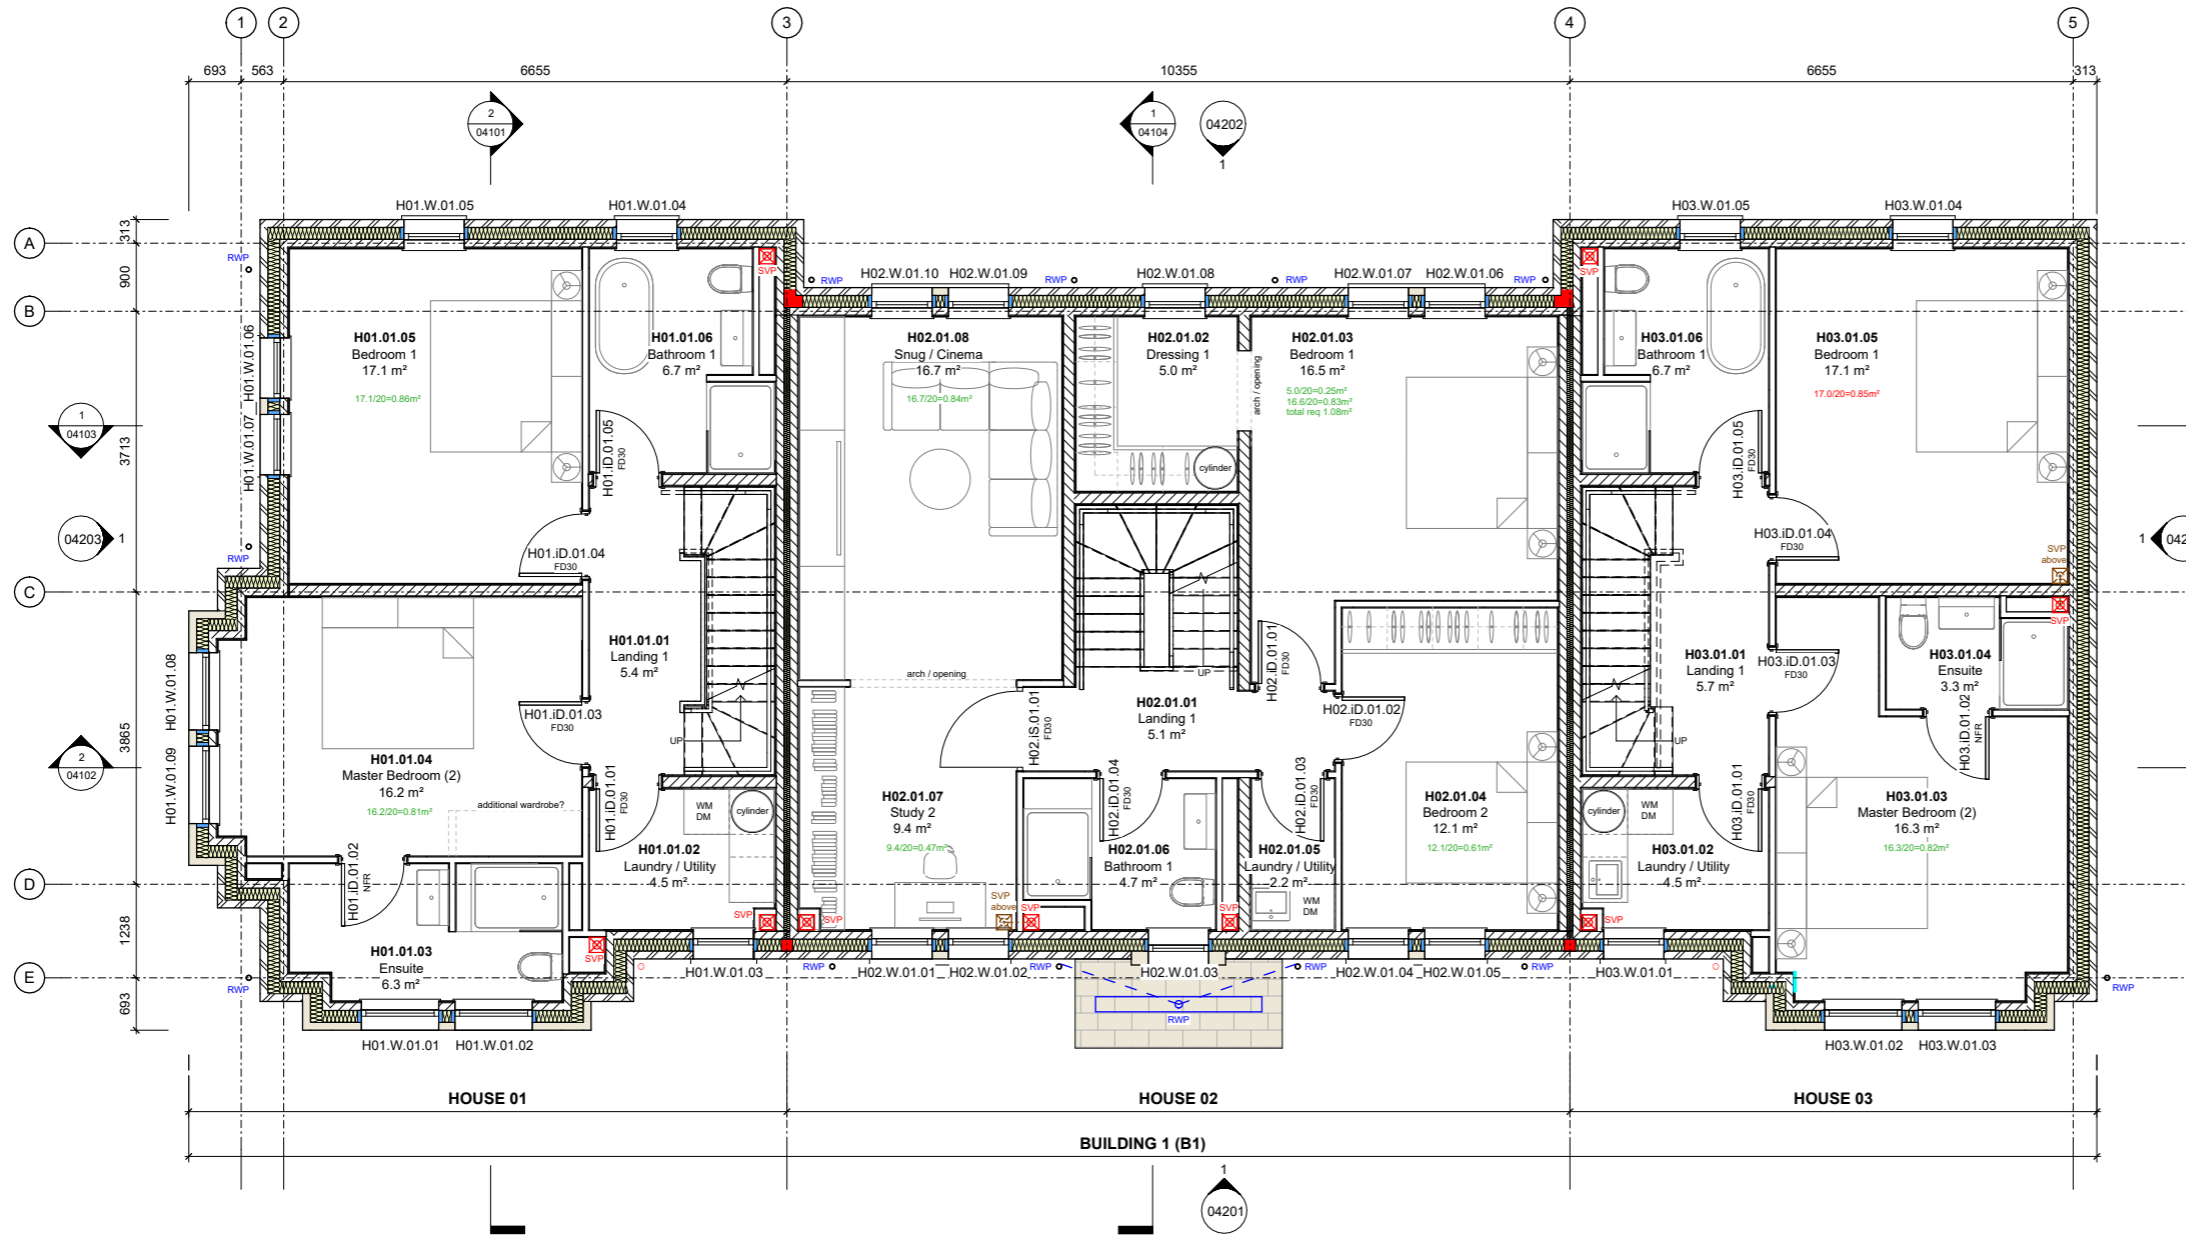 1
2
3
4
5
693
563
6655
10355
6655
313
2
04101
1
04104
04202
1
A
B
C
D
E
313
900
3713
3865
1238
693
H01.W.01.05
H01.W.01.04
H03.W.01.05
H03.W.01.04
RWP
SVP
RWP
H02.W.01.10
H02.W.01.09
RWP
H02.W.01.08
RWP
H02.W.01.07
H02.W.01.06
RWP
SVP
H01.W.01.06
H01.W.01.07
H01.01.05
Bedroom 1
17.1 m²
17.1/20=0.86m²
H01.01.06
Bathroom 1
6.7 m²
H02.01.08
Snug / Cinema
16.7 m²
16.7/20=0.84m²
H02.01.02
Dressing 1
5.0 m²
arch / opening
cylinder
H02.01.03
Bedroom 1
16.5 m²
5.0/20=0.25m²
16.6/20=0.83m²
total req 1.08m²
H03.01.06
Bathroom 1
6.7 m²
H03.01.05
Bedroom 1
17.1 m²
17.0/20=0.85m²
1
04103
04203
1
RWP
H01.iD.01.05
FD30
H01.iD.01.04
FD30
H03.iD.01.05
FD30
H03.iD.01.04
FD30
SVP
above
SVP
1
H01.W.01.08
H01.W.01.09
2
04102
H01.01.01
Landing 1
5.4 m²
UP
H01.iD.01.03
FD30
H01.01.04
Master Bedroom (2)
16.2 m²
16.2/20=0.81m²
additional wardrobe?
H01.iD.01.01
FD30
WM
DM
cylinder
H01.01.02
Laundry / Utility
4.5 m²
SVP
H01.iD.01.02
NFR
H01.01.03
Ensuite
6.3 m²
SVP
RWP
arch / opening
H02.iS.01.01
FD30
UP
H02.iD.01.01
FD30
H02.01.01
Landing 1
5.1 m²
H02.iD.01.02
FD30
H02.01.07
Study 2
9.4 m²
9.4/20=0.47m²
SVP
SVP
above
SVP
H02.iD.01.04
FD30
H02.01.06
Bathroom 1
4.7 m²
SVP
H02.iD.01.03
FD30
H02.01.05
Laundry / Utility
2.2 m²
WM
DM
H02.01.04
Bedroom 2
12.1 m²
12.1/20=0.61m²
H03.01.01
Landing 1
5.7 m²
UP
H03.iD.01.03
FD30
H03.01.04
Ensuite
3.3 m²
H03.iD.01.02
NFR
H03.iD.01.01
FD30
cylinder
WM
DM
H03.01.02
Laundry / Utility
4.5 m²
SVP
H03.01.03
Master Bedroom (2)
16.3 m²
16.3/20=0.82m²
H01.W.01.03
RWP
H02.W.01.01
H02.W.01.02
RWP
H02.W.01.03
RWP
H02.W.01.04
H02.W.01.05
RWP
H03.W.01.01
RWP
RWP
H01.W.01.01
H01.W.01.02
H03.W.01.02
H03.W.01.03
HOUSE 01
HOUSE 02
HOUSE 03
BUILDING 1 (B1)
1
04201